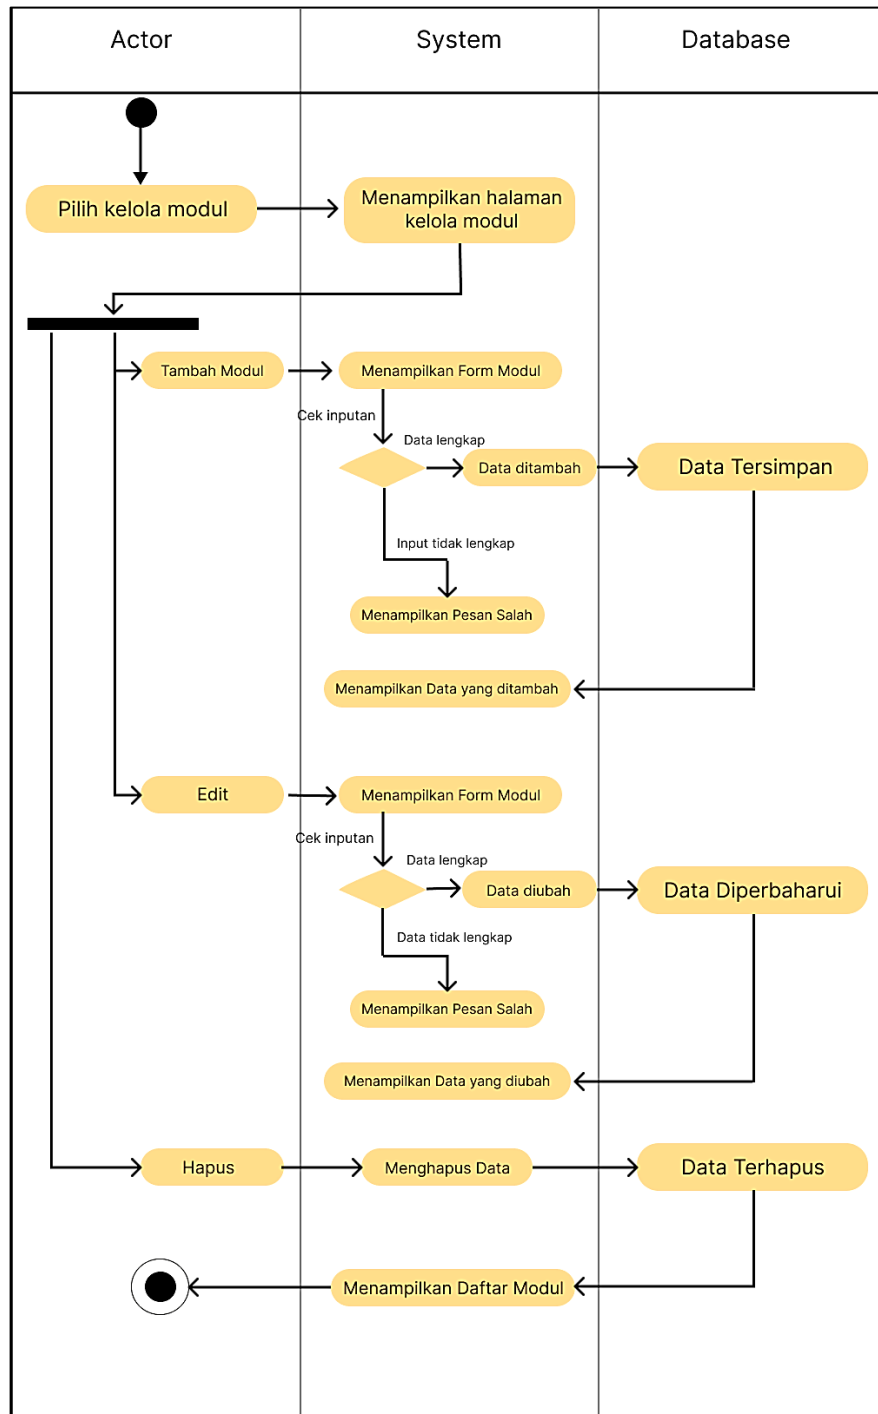 Actor
System
Database
Pilih kelola modul
Menampilkan halaman
kelola modul
Tambah Modul
Menampilkan Form Modul
Cek inputan
Data lengkap
Data ditambah
Data Tersimpan
Input tidak lengkap
Menampilkan Pesan Salah
Menampilkan Data yang ditambah
Edit
Menampilkan Form Modul
Cek inputan
Data lengkap
Data diubah
Data Diperbaharui
Data tidak lengkap
Menampilkan Pesan Salah
Menampilkan Data yang diubah
Hapus
Menghapus Data
Data Terhapus
Menampilkan Daftar Modul